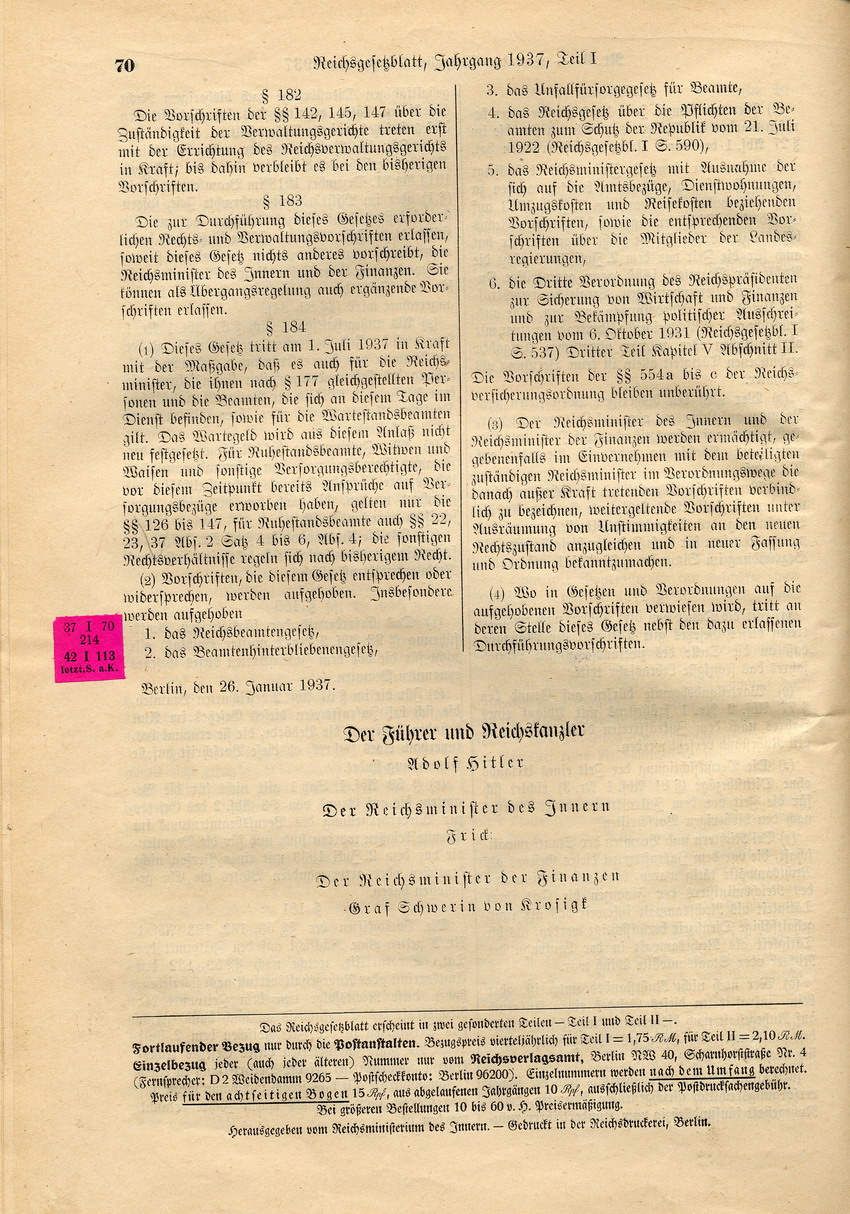 70
Reichsgesetzblatt, Jahrgang 1937, Teil I
§ 182
Die Vorschriften der §§ 142, 145, 147 über die
Zuständigkeit der Verwaltungsgerichte treten erst
mit der Errichtung des Reichsverwaltungsgerichts
in Kraft; bis dahin verbleibt es bei den bisherigen
Vorschriften.
§ 183
Die zur Durchführung dieses Gesetzes erforder-
lichen Rechts- und Verwaltungsvorschriften erlassen,
soweit dieses Gesetz nichts anderes vorschreibt, die
Reichsminister des Innern und der Finanzen. Sie
können als Übergangsregelung auch ergänzende Vor-
schriften erlassen.
§ 184
(1) Dieses Gesetz tritt am 1. Juli 1937 in Kraft
mit der Maßgabe, daß es auch für die Reichs-
minister, die ihnen nach § 177 gleichgestellten Per-
sonen und die Beamten, die sich an diesem Tage im
Dienst befinden, sowie für die Wartestandsbeamten
gilt. Das Wartegeld wird aus diesem Anlaß nicht
neu festgesetzt. Für Ruhestandsbeamte, Witwen und
Waisen und sonstige Versorgungsberechtigte, die
vor diesem Zeitpunkt bereits Ansprüche auf Ver-
sorgungsbezüge erworben haben, gelten nur die
§§ 126 bis 147, für Ruhestandsbeamte auch §§ 22,
23, 37 Abs. 2 Satz 4 bis 6, Abs. 4; die sonstigen
Rechtsverhältnisse regeln sich nach bisherigem Recht.
(2) Vorschriften, die diesem Gesetz entsprechen oder
widersprechen, werden aufgehoben. Insbesondere
werden aufgehoben
1. das Reichsbeamtengesetz,
2. das Beamtenhinterbliebenengesetz,
37 I 70
214
42 I 113
letzt.S. a.K.
3. das Unfallfürsorgegesetz für Beamte,
4. das Reichsgesetz über die Pflichten der Be-
amten zum Schutz der Republik vom 21. Juli
1922 (Reichsgesetzbl. I S. 590),
5. das Reichsministergesetz mit Ausnahme der
sich auf die Amtsbezüge, Dienstwohnungen,
Umzugskosten und Reisekosten beziehenden
Vorschriften, sowie die entsprechenden Vor-
schriften über die Mitglieder der Landes-
regierungen,
6. die Dritte Verordnung des Reichspräsidenten
zur Sicherung von Wirtschaft und Finanzen
und zur Bekämpfung politischer Ausschrei-
tungen vom 6. Oktober 1931 (Reichsgesetzbl. I
S. 537) Dritter Teil Kapitel V Abschnitt II.
Die Vorschriften der §§ 554a bis c der Reichs-
versicherungsordnung bleiben unberührt.
(3) Der Reichsminister des Innern und der
Reichsminister der Finanzen werden ermächtigt, ge-
gebenenfalls im Einvernehmen mit dem beteiligten
zuständigen Reichsminister im Verordnungswege die
danach außer Kraft tretenden Vorschriften verbind-
lich zu bezeichnen, weitergeltende Vorschriften unter
Ausräumung von Unstimmigkeiten an den neuen
Rechtszustand anzugleichen und in neuer Fassung
und Ordnung bekanntzumachen.
(4) Wo in Gesetzen und Verordnungen auf die
aufgehobenen Vorschriften verwiesen wird, tritt an
deren Stelle dieses Gesetz nebst den dazu erlassenen
Durchführungsvorschriften.
Berlin, den 26. Januar 1937.
Der Führer und Reichskanzler
Adolf Hitler
Der Reichsminister des Innern
Frick
Der Reichsminister der Finanzen
Graf Schwerin von Krosigk
Das Reichsgesetzblatt erscheint in zwei gesonderten Teilen — Teil I und Teil II —.
Fortlaufender Bezug nur durch die Postanstalten. Bezugspreis vierteljährlich für Teil I = 1,75 RM, für Teil II = 2,10 RM.
Einzelbezug jeder (auch jeder älteren) Nummer nur vom Reichsverlagsamt, Berlin NW 40, Scharnhorststraße Nr. 4
(Fernsprecher: D 2 Weidendamm 9265 — Postscheckkonto: Berlin 96200). Einzelnummern werden nach dem Umfang berechnet.
Preis für den achtseitigen Bogen 15 Rpf, aus abgelaufenen Jahrgängen 10 Rpf, ausschließlich der Postdrucksachengebühr.
Bei größeren Bestellungen 10 bis 60 v. H. Preisermäßigung.
Herausgegeben vom Reichsministerium des Innern. — Gedruckt in der Reichsdruckerei, Berlin.